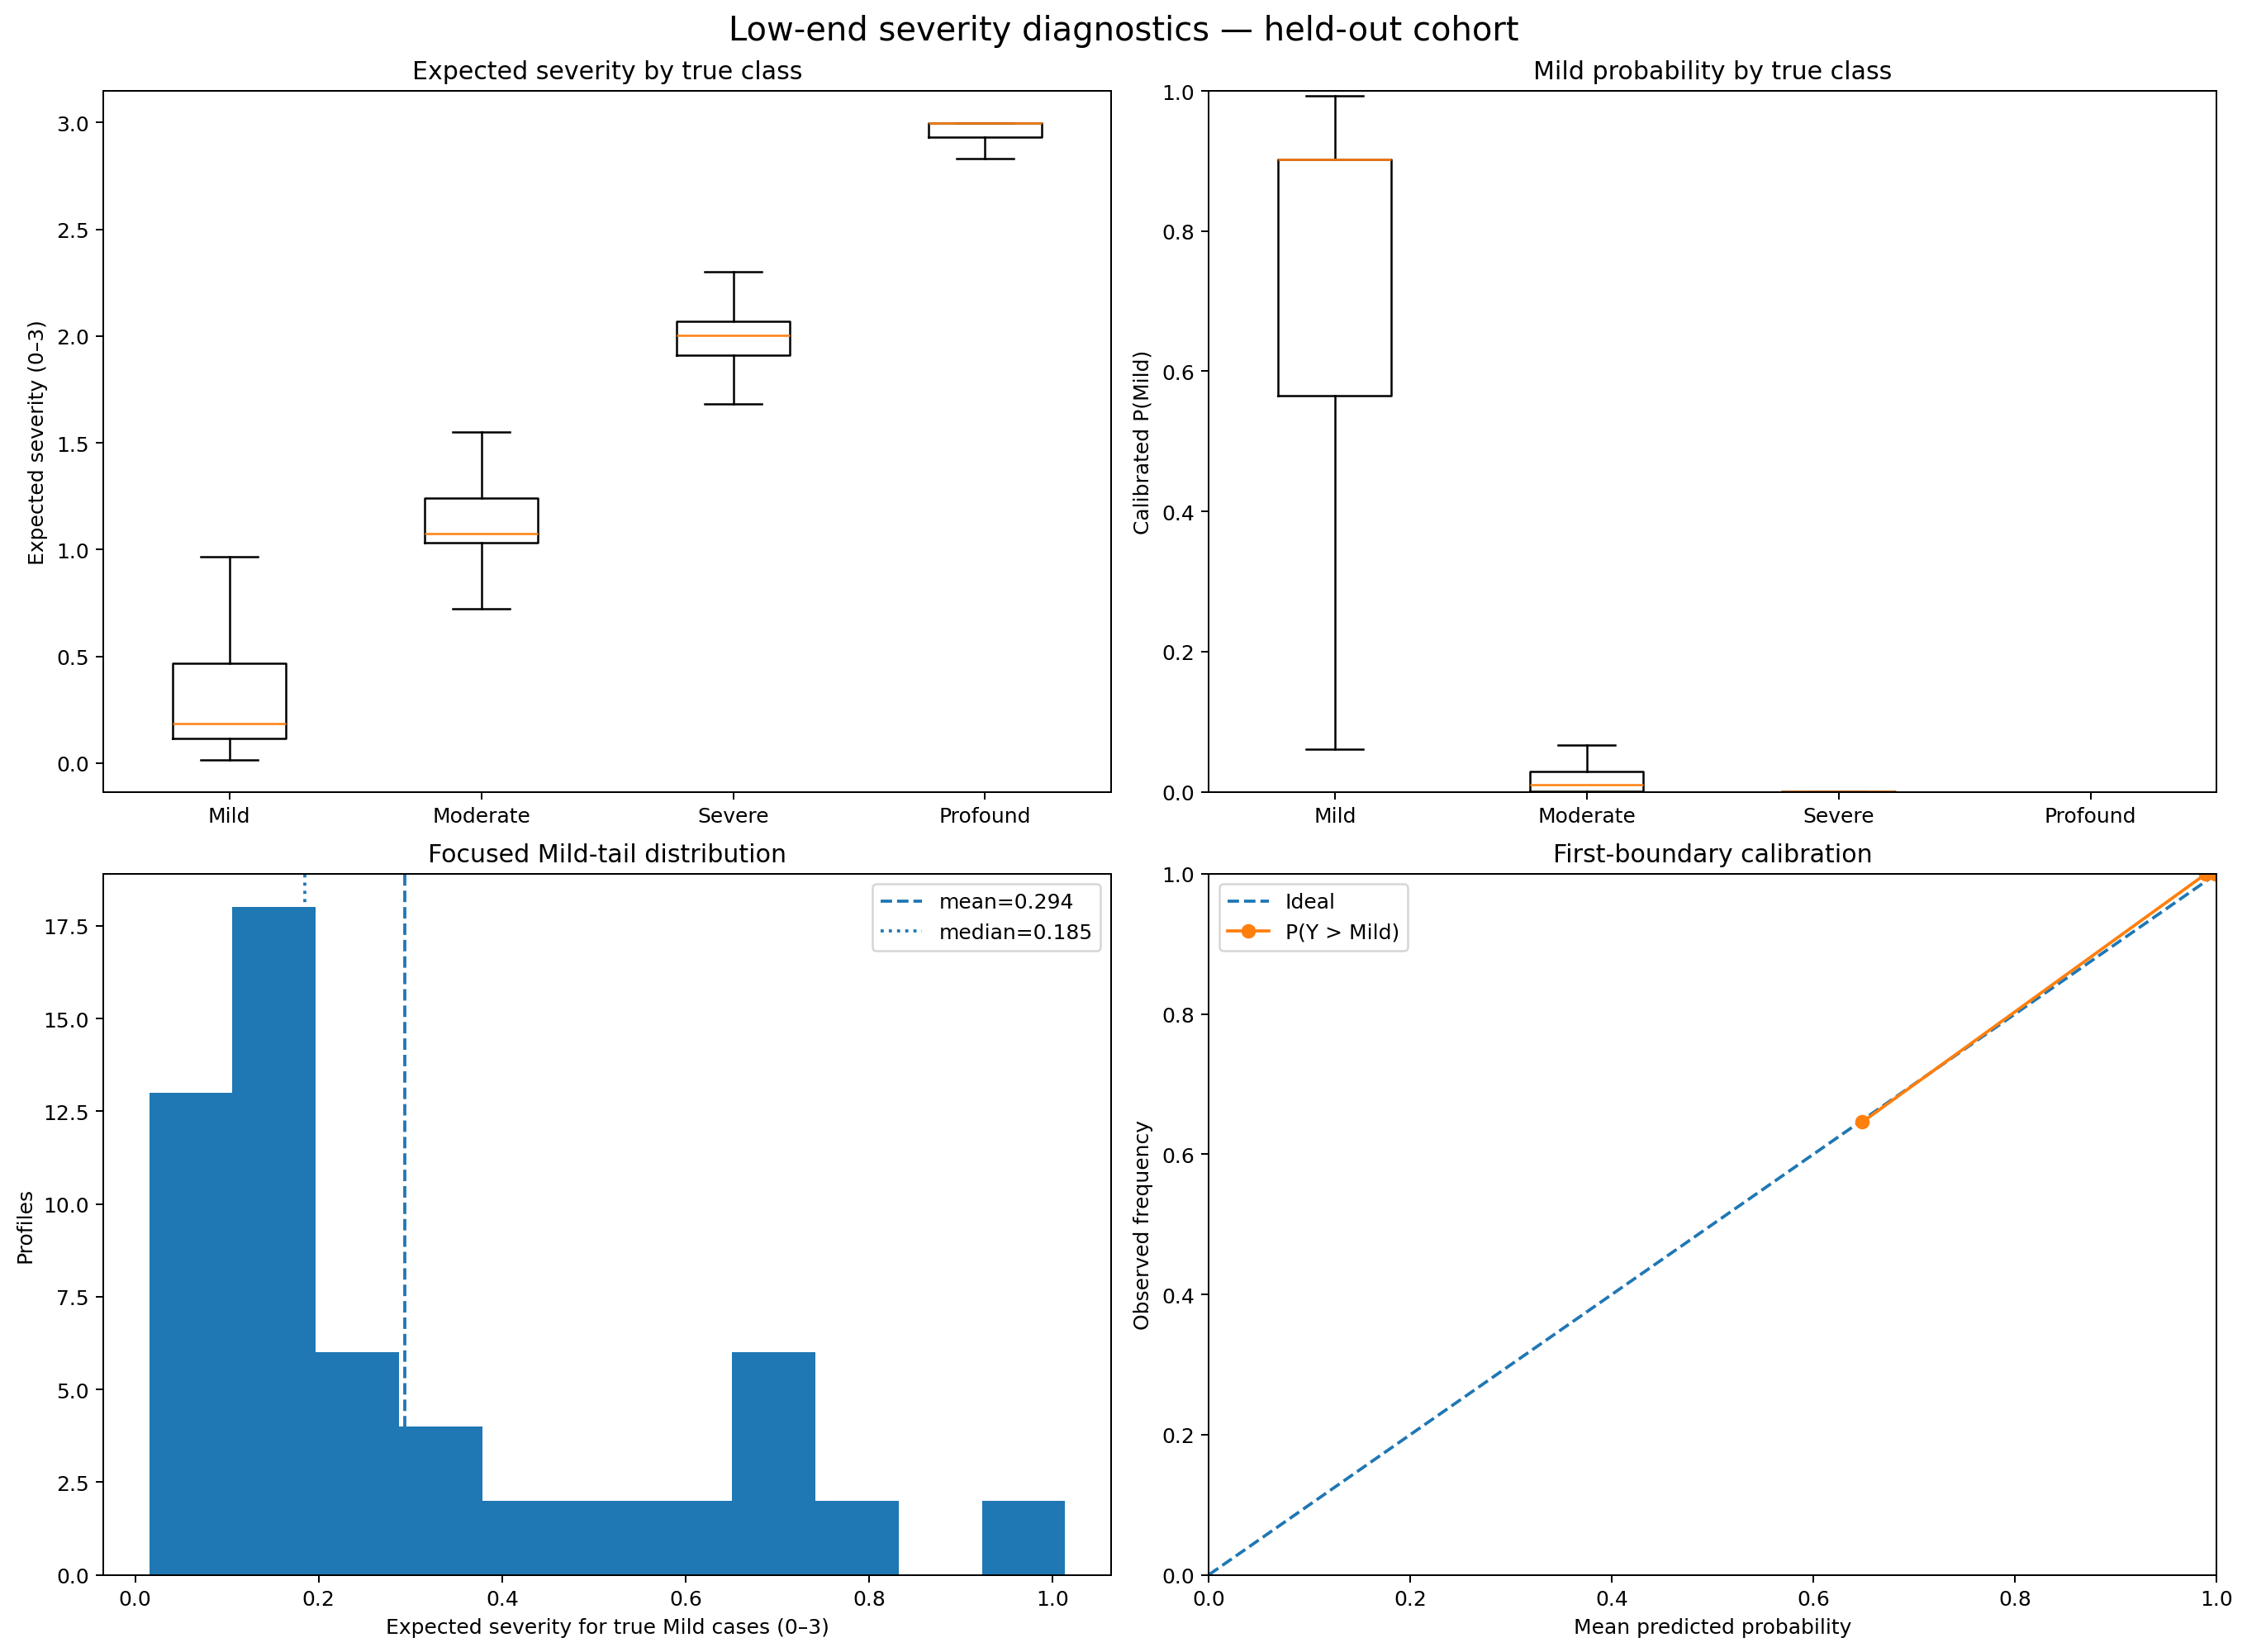 Low-end severity diagnostics — held-out cohort
Expected severity by true class
Expected severity (0–3)
3.0
2.5
2.0
1.5
1.0
0.5
0.0
Mild
Moderate
Severe
Profound
Mild probability by true class
Calibrated P(Mild)
1.0
0.8
0.6
0.4
0.2
0.0
Mild
Moderate
Severe
Profound
Focused Mild-tail distribution
Profiles
17.5
15.0
12.5
10.0
7.5
5.0
2.5
0.0
mean=0.294
median=0.185
0.0
0.2
0.4
0.6
0.8
1.0
Expected severity for true Mild cases (0–3)
First-boundary calibration
Observed frequency
1.0
0.8
0.6
0.4
0.2
0.0
Ideal
P(Y > Mild)
0.0
0.2
0.4
0.6
0.8
1.0
Mean predicted probability